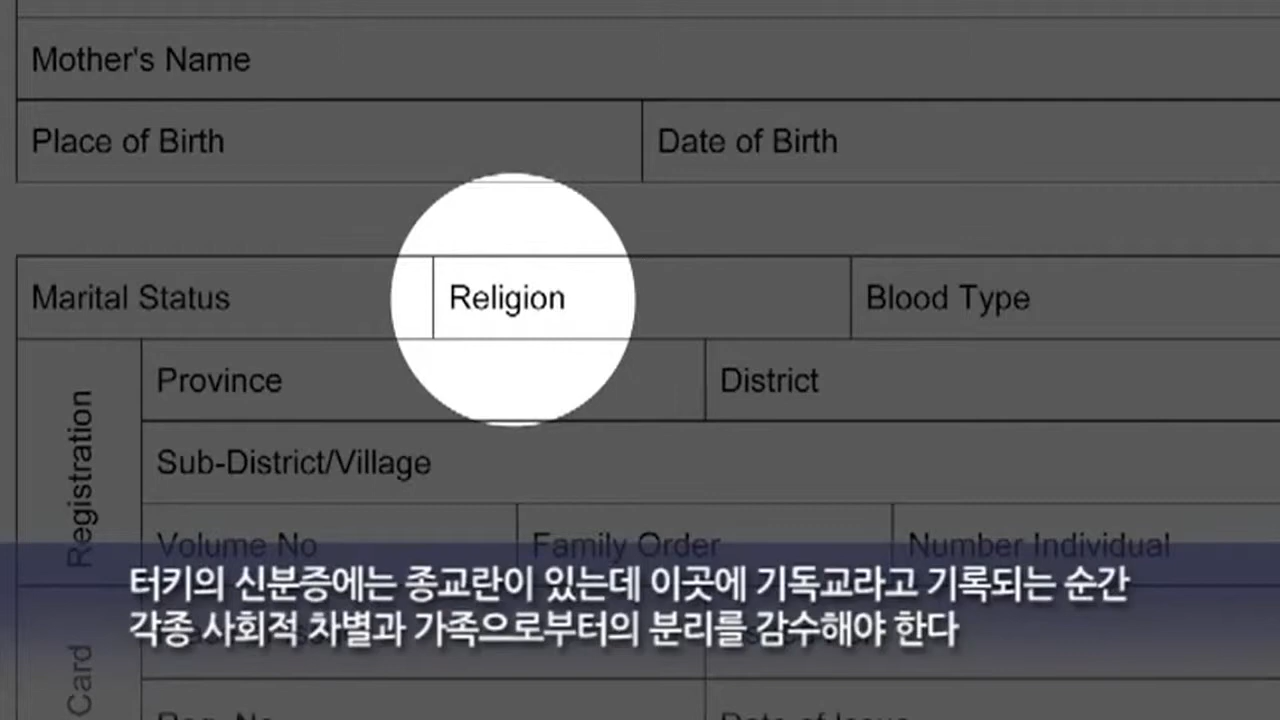 Mother's Name
Place of Birth
Date of Birth
Marital Status
Religion
Blood Type
Registration
Province
District
Sub-District/Village
Volume No
Family Order
Number Individual
터키의 신분증에는 종교란이 있는데 이곳에 기독교라고 기록되는 순간
각종 사회적 차별과 가족으로부터의 분리를 감수해야 한다
Card